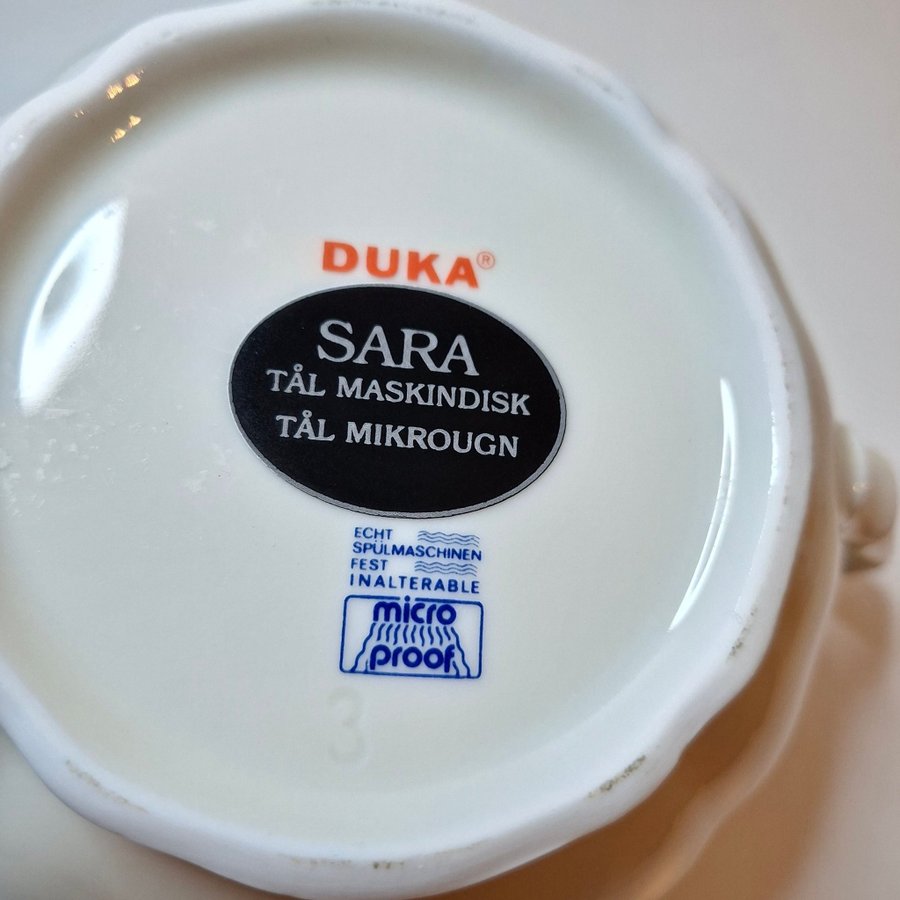 DUKA®
SARA
TÅL MASKINDISK
TÅL MIKROUGN
ECHT
SPÜLMASCHINEN
FEST
INALTERABLE
micro
proof
3